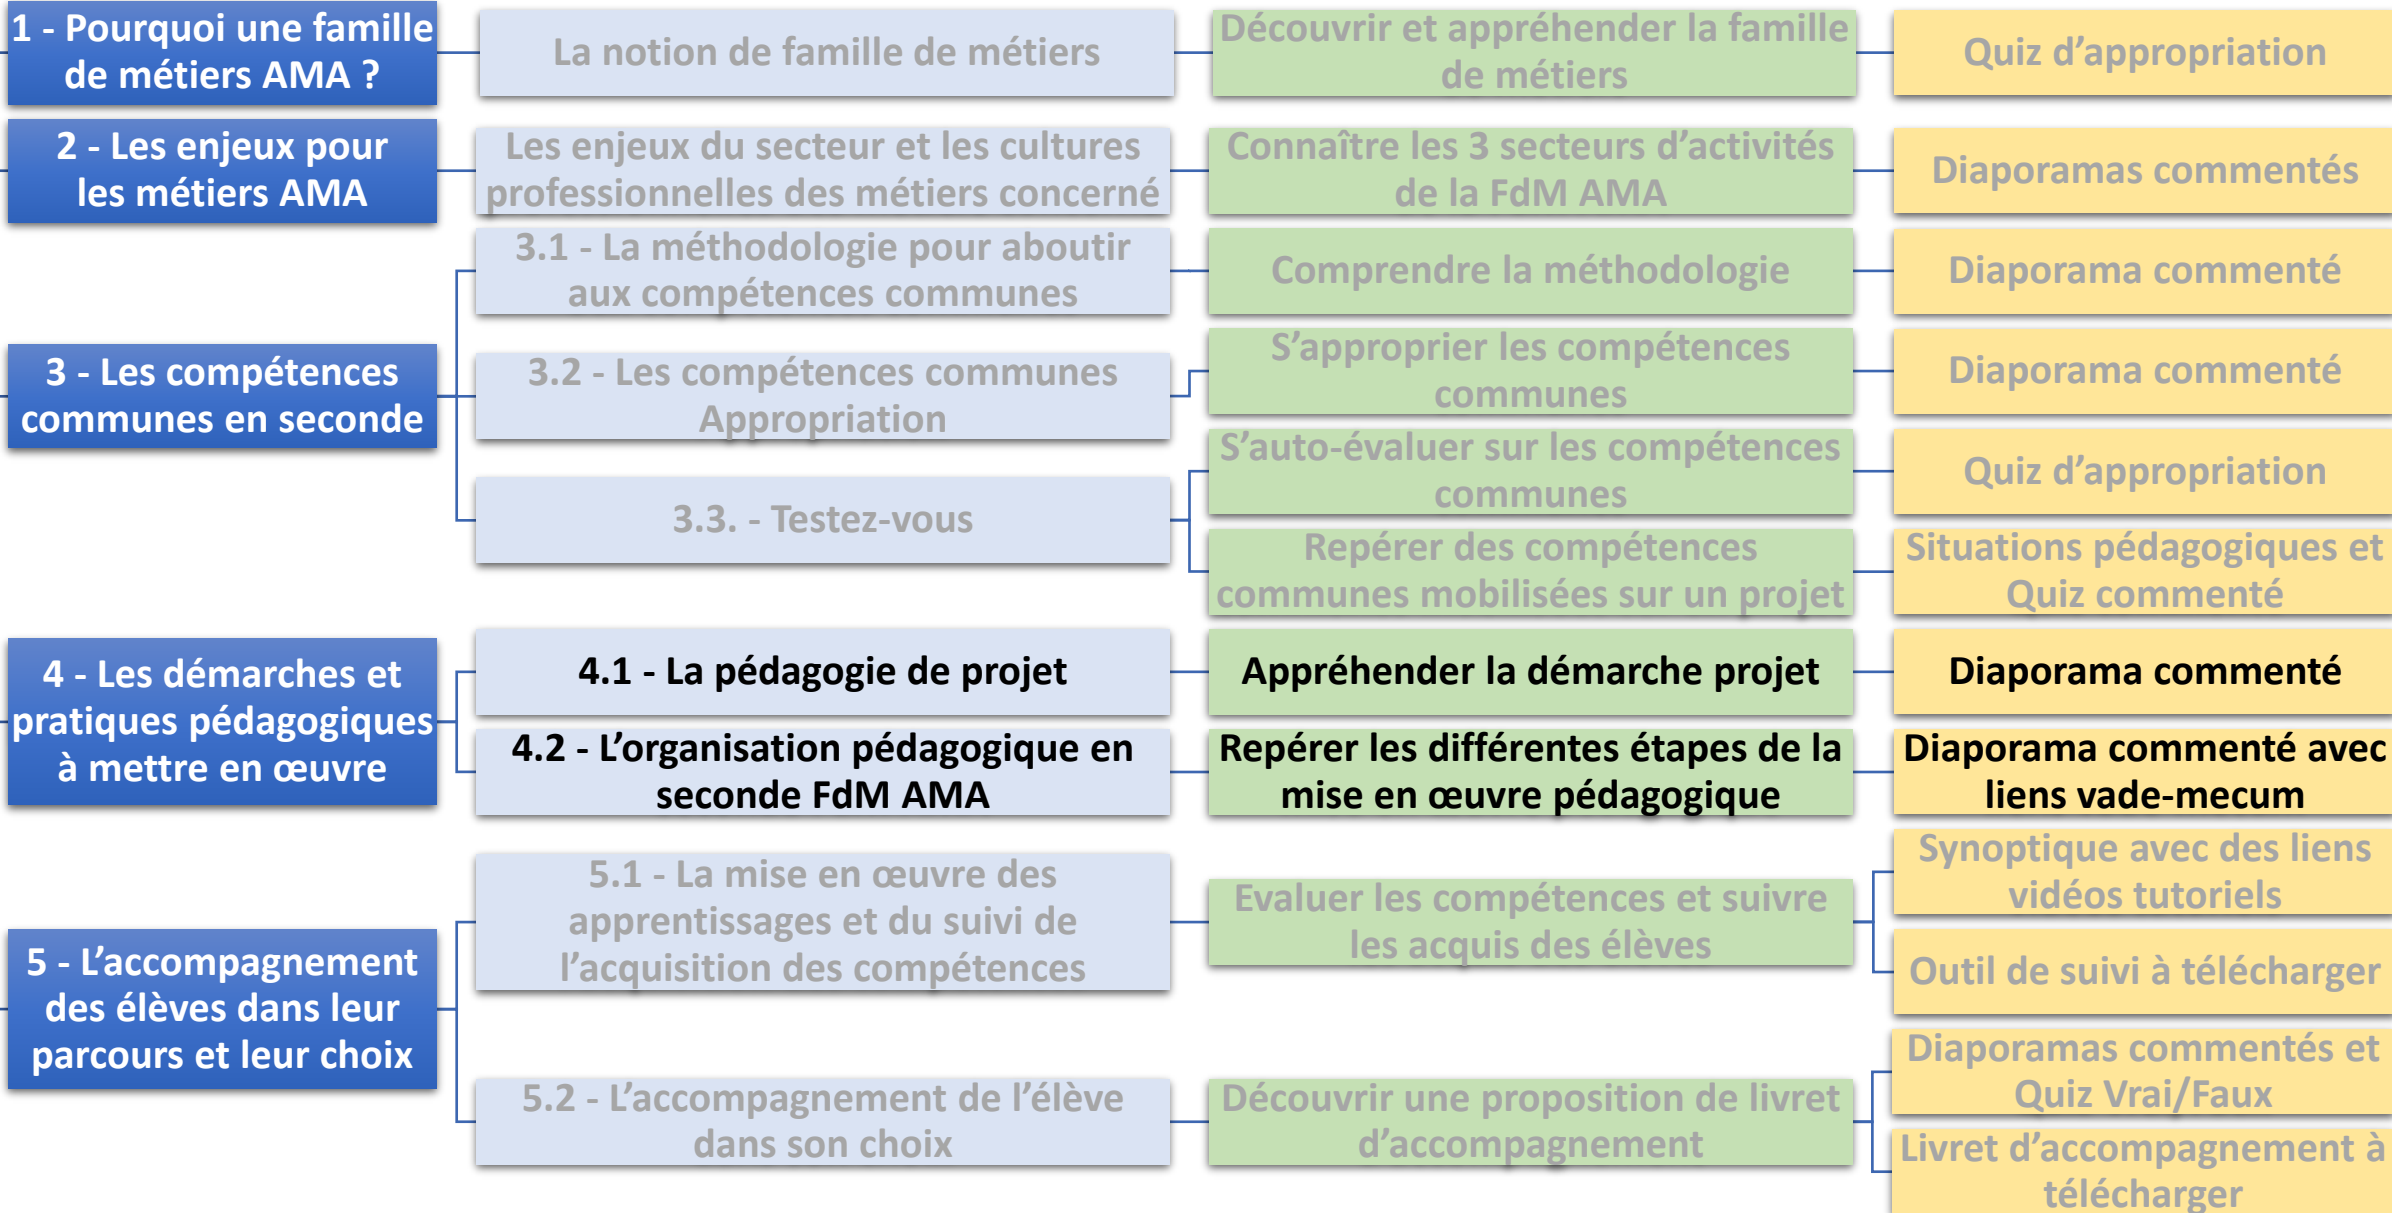 1 - Pourquoi une famille
de métiers AMA ?
La notion de famille de métiers
Découvrir et appréhender la famille
de métiers
Quiz d'appropriation
2 - Les enjeux pour
les métiers AMA
Les enjeux du secteur et les cultures
professionnelles des métiers concerné
Connaître les 3 secteurs d'activités
de la FdM AMA
Diaporamas commentés
3 - Les compétences
communes en seconde
3.1 - La méthodologie pour aboutir
aux compétences communes
Comprendre la méthodologie
Diaporama commenté
3.2 - Les compétences communes
Appropriation
S'approprier les compétences
communes
Diaporama commenté
3.3. - Testez-vous
S'auto-évaluer sur les compétences
communes
Quiz d'appropriation
Repérer des compétences
communes mobilisées sur un projet
Situations pédagogiques et
Quiz commenté
4 - Les démarches et
pratiques pédagogiques
à mettre en œuvre
4.1 - La pédagogie de projet
Appréhender la démarche projet
Diaporama commenté
4.2 - L'organisation pédagogique en
seconde FdM AMA
Repérer les différentes étapes de la
mise en œuvre pédagogique
Diaporama commenté avec
liens vade-mecum
5 - L'accompagnement
des élèves dans leur
parcours et leur choix
5.1 - La mise en œuvre des
apprentissages et du suivi de
l'acquisition des compétences
Evaluer les compétences et suivre
les acquis des élèves
Synoptique avec des liens
vidéos tutoriels
Outil de suivi à télécharger
5.2 - L'accompagnement de l'élève
dans son choix
Découvrir une proposition de livret
d'accompagnement
Diaporamas commentés et
Quiz Vrai/Faux
Livret d'accompagnement à
télécharger